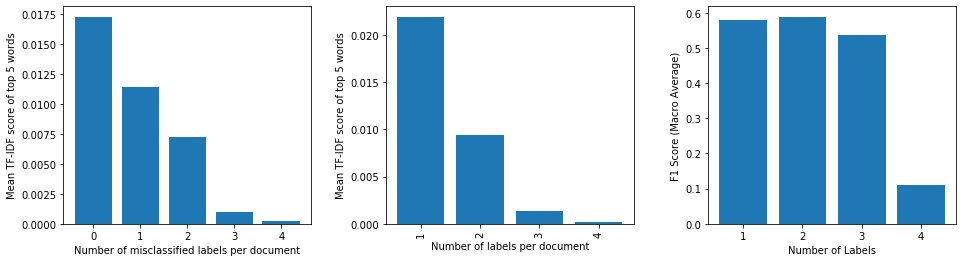 Mean TF-IDF score of top 5 words
0.0175
0.0150
0.0125
0.0100
0.0075
0.0050
0.0025
0.0000
0 1 2 3 4
Number of misclassified labels per document
Mean TF-IDF score of top 5 words
0.020
0.015
0.010
0.005
0.000
1 2 3 4
Number of labels per document
F1 Score (Macro Average)
0.6
0.5
0.4
0.3
0.2
0.1
0.0
1 2 3 4
Number of Labels